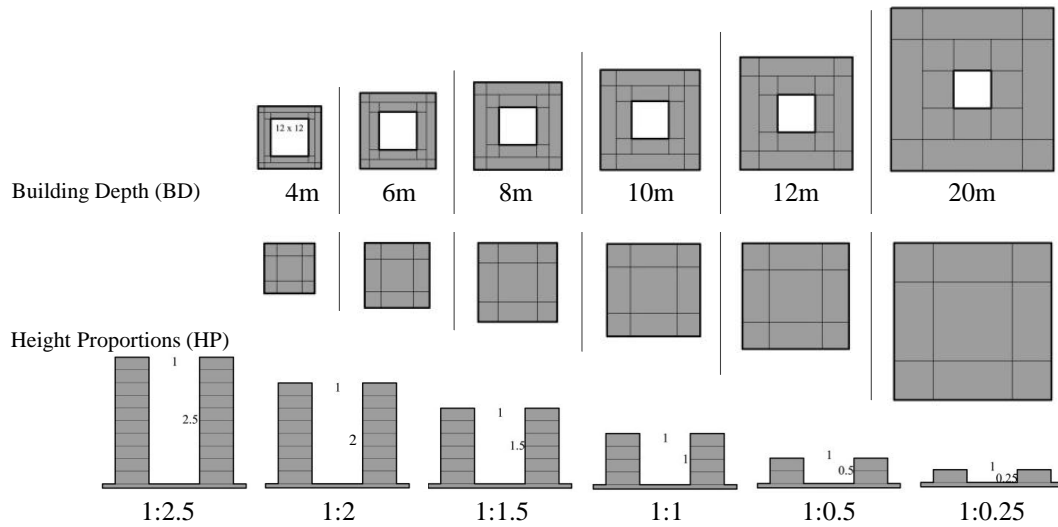 12 x 12
Building Depth (BD) 4m 6m 8m 10m 12m 20m
Height Proportions (HP)
1 1 1 1 1 1
2.5 2 1.5 1 0.5 0.25
1:2.5 1:2 1:1.5 1:1 1:0.5 1:0.25